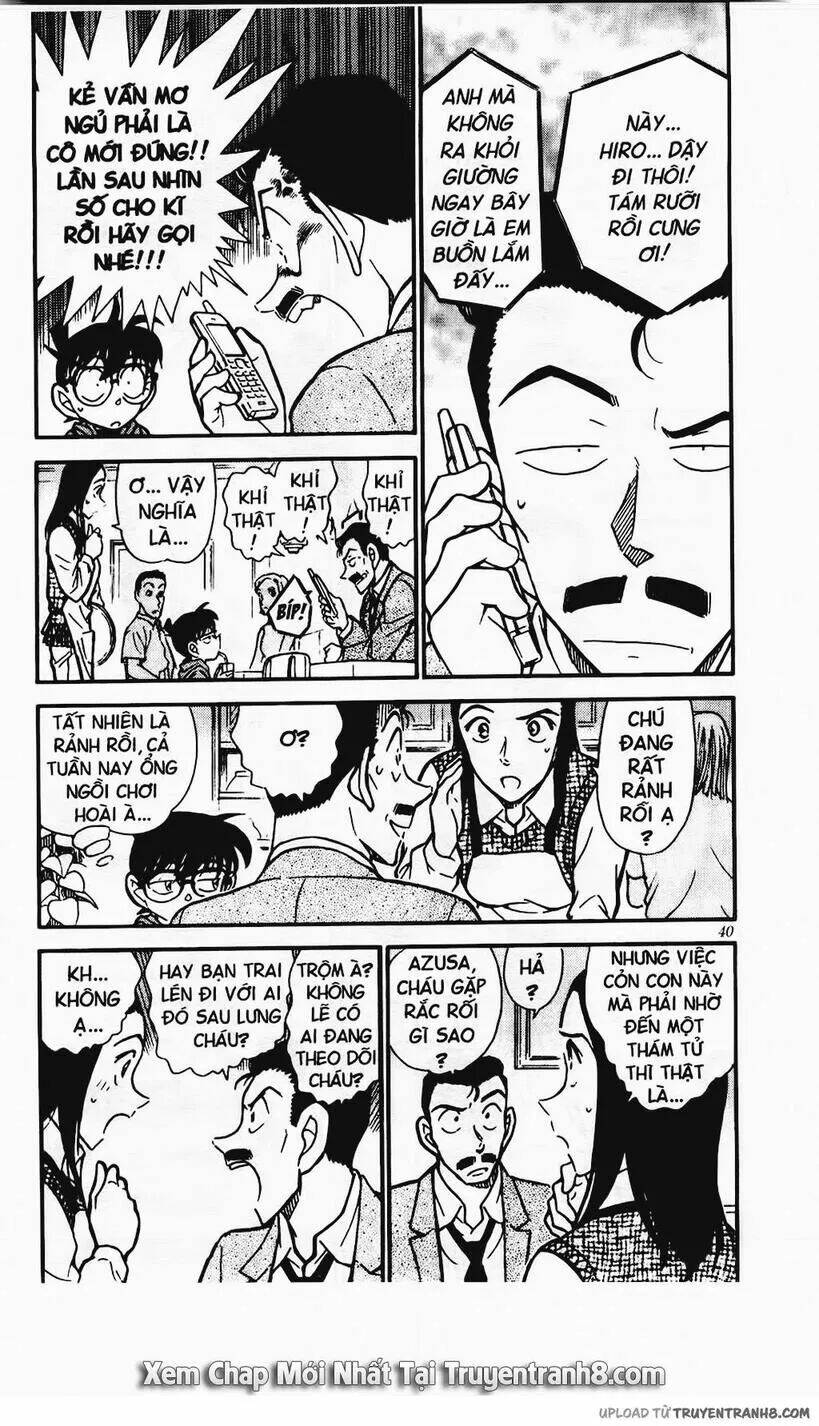 NÀY...
HIRO... DẬY
ĐI THÔI!
TÁM RƯỠI
RỒI CƯNG
ƠI!
ANH MÀ
KHÔNG
RA KHỎI
GIƯỜNG
NGAY BÂY
GIỜ LÀ EM
BUỒN LẮM
ĐẤY...
KẺ VẪN MƠ
NGỦ PHẢI LÀ
CÔ MỚI ĐÚNG!!
LẦN SAU NHÌN
SỐ CHO KĨ
RỒI HÃY GỌI
NHÉ!!!
KHỈ
THẬT
!
KHỈ
THẬT
!
KHỈ
THẬT
!
BÍP!
Ơ... VẬY
NGHĨA
LÀ...
CHÚ
ĐANG
RẤT
RẢNH
RỒI Ạ
?
Ơ?
TẤT NHIÊN LÀ
RẢNH RỒI, CẢ
TUẦN NAY ỔNG
NGỒI CHƠI
HOÀI À...
40
NHƯNG VIỆC
CỎN CON NÀY
MÀ PHẢI NHỜ
ĐẾN MỘT
THÁM TỬ
THÌ THẬT
LÀ...
HẢ
?
AZUSA,
CHÁU GẶP
RẮC RỐI
GÌ SAO
?
TRỘM À?
KHÔNG
LẼ CÓ
AI ĐANG
THEO DÕI
CHÁU?
HAY BẠN TRAI
LÉN ĐI VỚI AI
ĐÓ SAU LƯNG
CHÁU?
KH...
KHÔNG
Ạ...
Xem Chap Mới Nhất Tại Truyentranh8.com
UPLOAD TỪ TRUYENTRANH8.COM